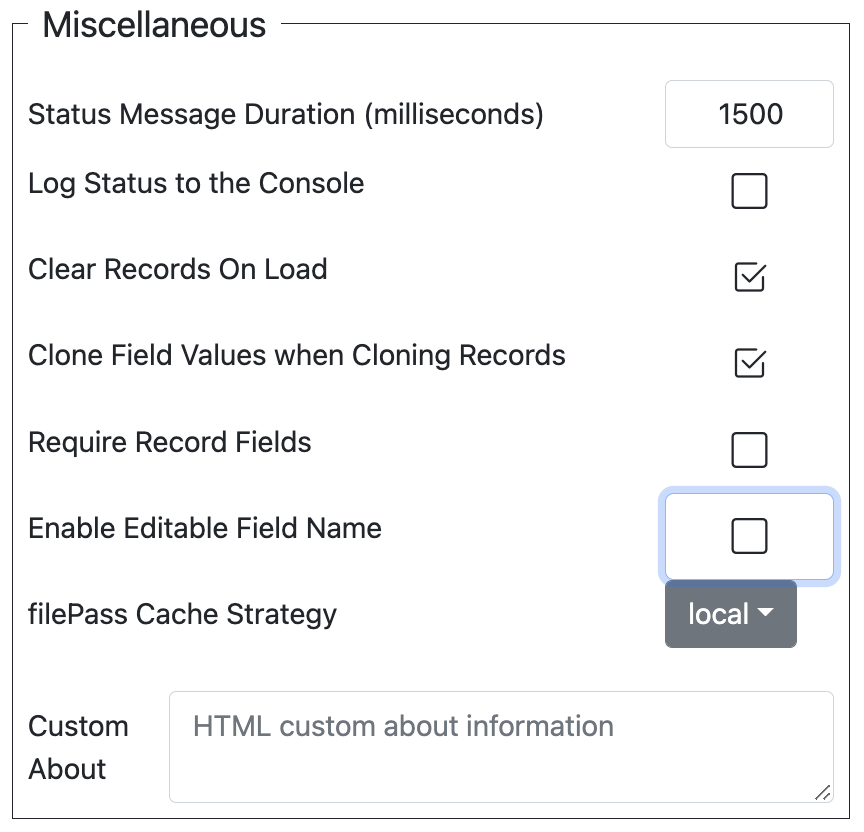 Miscellaneous
Status Message Duration (milliseconds) 1500
Log Status to the Console
Clear Records On Load
Clone Field Values when Cloning Records
Require Record Fields
Enable Editable Field Name
filePass Cache Strategy local
Custom About
HTML custom about information